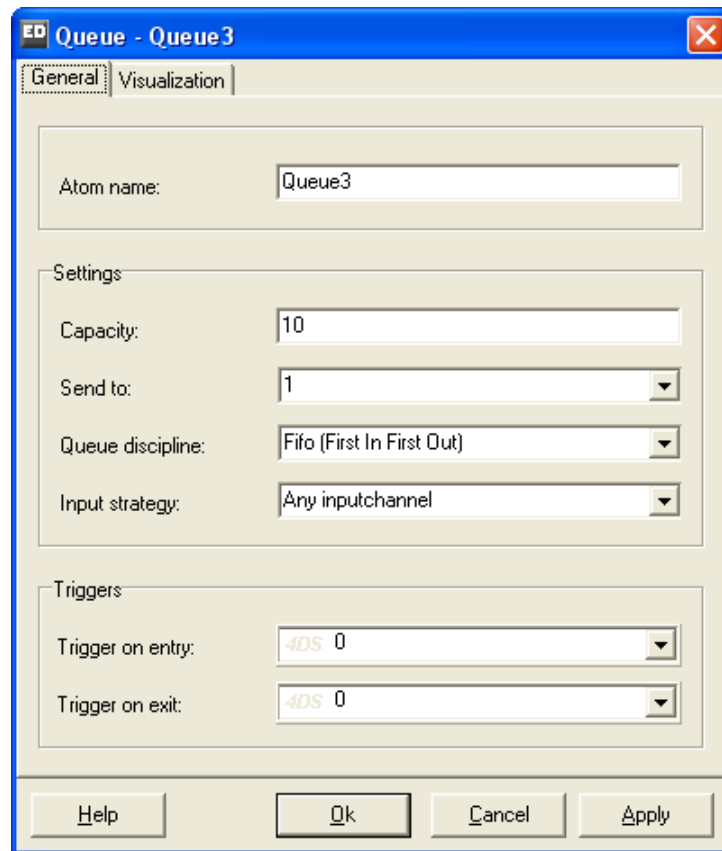 ED Queue - Queue3
General Visualization
Atom name: Queue3
Settings
Capacity: 10
Send to: 1
Queue discipline: Fifo (First In First Out)
Input strategy: Any inputchannel
Triggers
Trigger on entry: 4DS 0
Trigger on exit: 4DS 0
Help Ok Cancel Apply